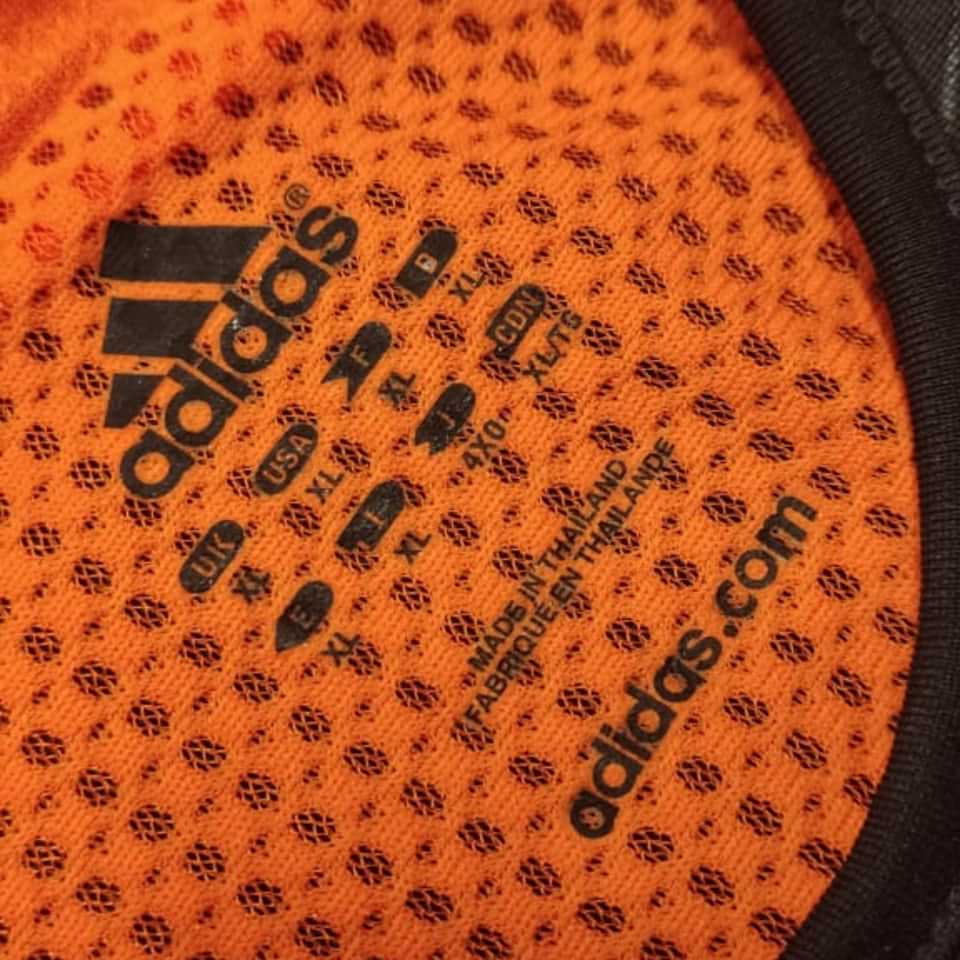 adidas®
UK USA F D
XL XL XL XL
E I J CDN
XL XL 4XO XL/TG
MADE IN THAILAND
FABRIQUE EN THAILANDE
adidas.com